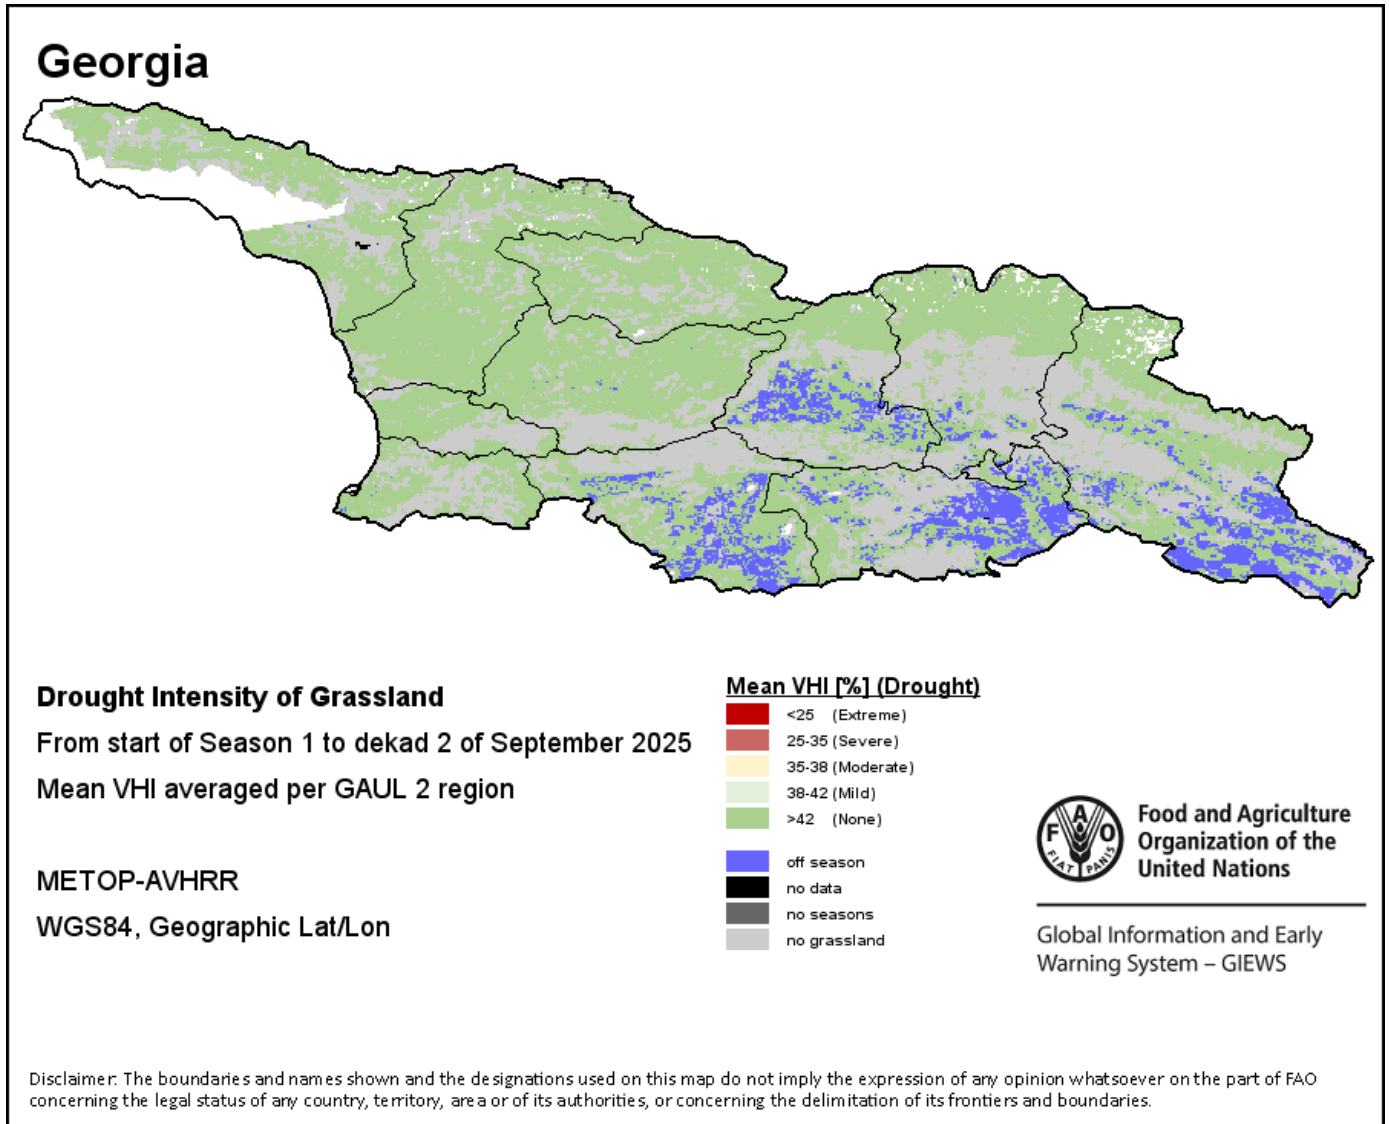 Georgia
Drought Intensity of Grassland
From start of Season 1 to dekad 2 of September 2025
Mean VHI averaged per GAUL 2 region
METOP-AVHRR
WGS84, Geographic Lat/Lon
Mean VHI [%] (Drought)
<25 (Extreme)
25-35 (Severe)
35-38 (Moderate)
38-42 (Mild)
>42 (None)
off season
no data
no seasons
no grassland
F A O
FIAT PANIS
Food and Agriculture
Organization of the
United Nations
Global Information and Early
Warning System – GIEWS
Disclaimer: The boundaries and names shown and the designations used on this map do not imply the expression of any opinion whatsoever on the part of FAO
concerning the legal status of any country, territory, area or of its authorities, or concerning the delimitation of its frontiers and boundaries.